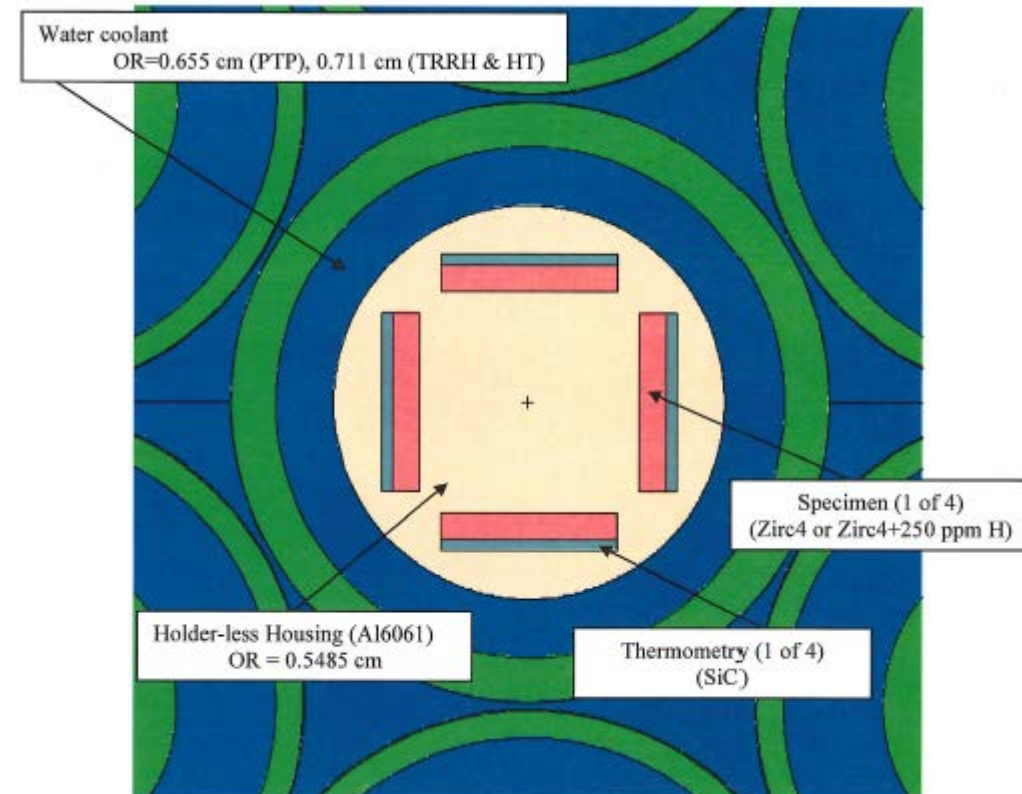 Water coolant
OR=0.655 cm (PTP), 0.711 cm (TRRH & HT)
Specimen (1 of 4)
(Zirc4 or Zirc4+250 ppm H)
Holder-less Housing (Al6061)
OR = 0.5485 cm
Thermometry (1 of 4)
(SiC)